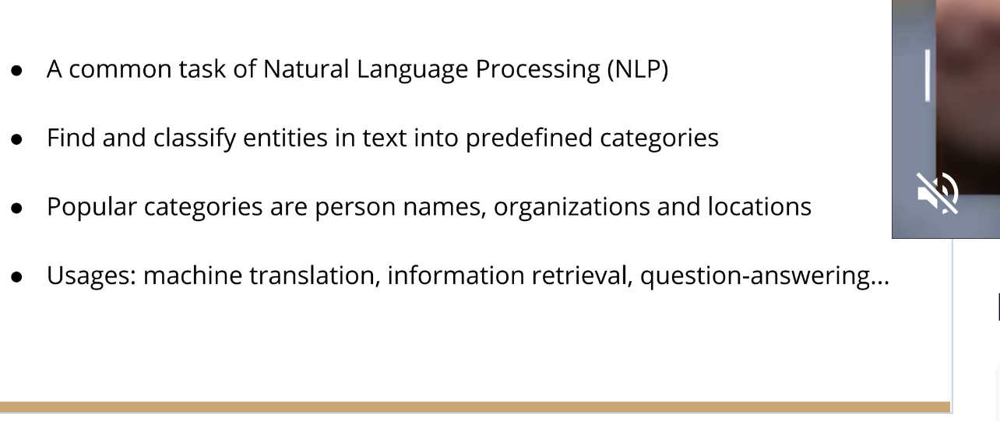 ● A common task of Natural Language Processing (NLP)
● Find and classify entities in text into predefined categories
● Popular categories are person names, organizations and locations
● Usages: machine translation, information retrieval, question-answering...